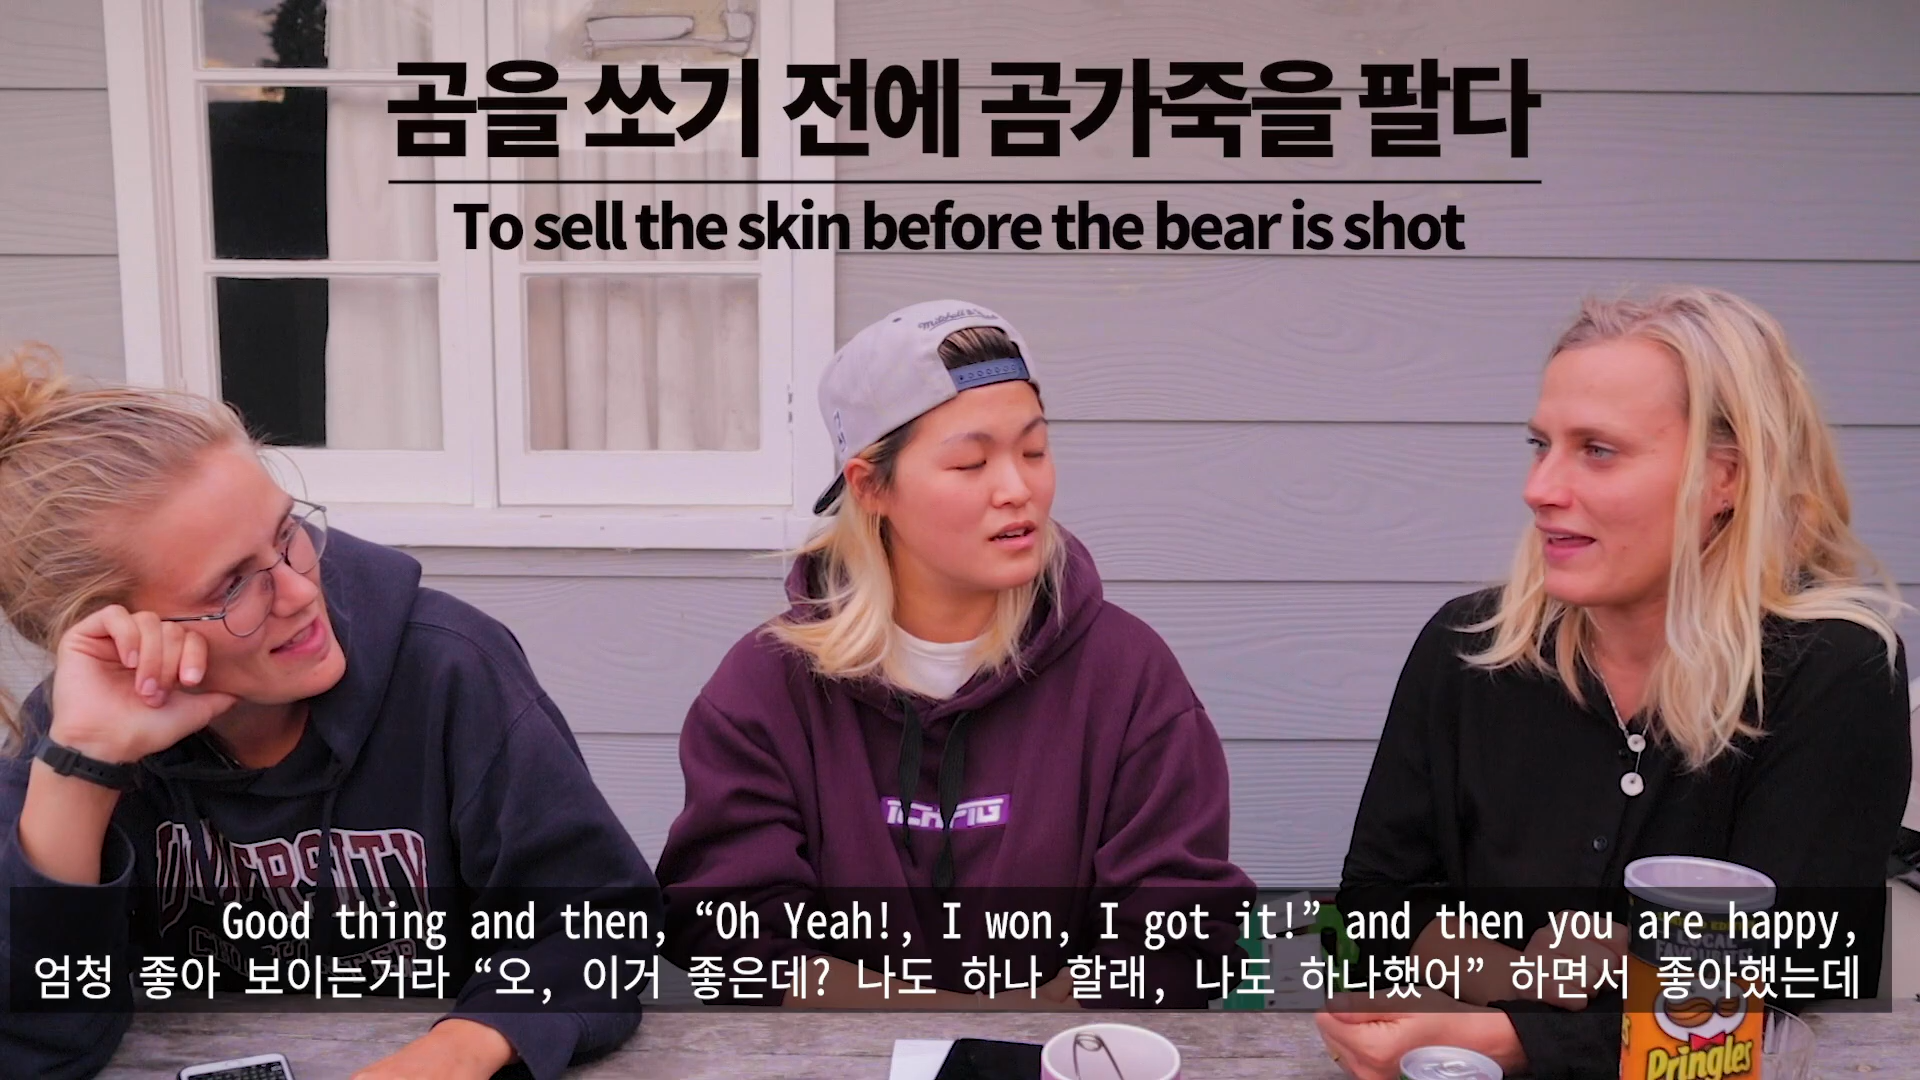 곰을 쏘기 전에 곰가죽을 팔다
To sell the skin before the bear is shot
UNIVERSITY
Good thing and then, “Oh Yeah!, I won, I got it!” and then you are happy,
엄청 좋아 보이는거라 “오, 이거 좋은데? 나도 하나 할래, 나도 하나했어” 하면서 좋아했는데
Pringles